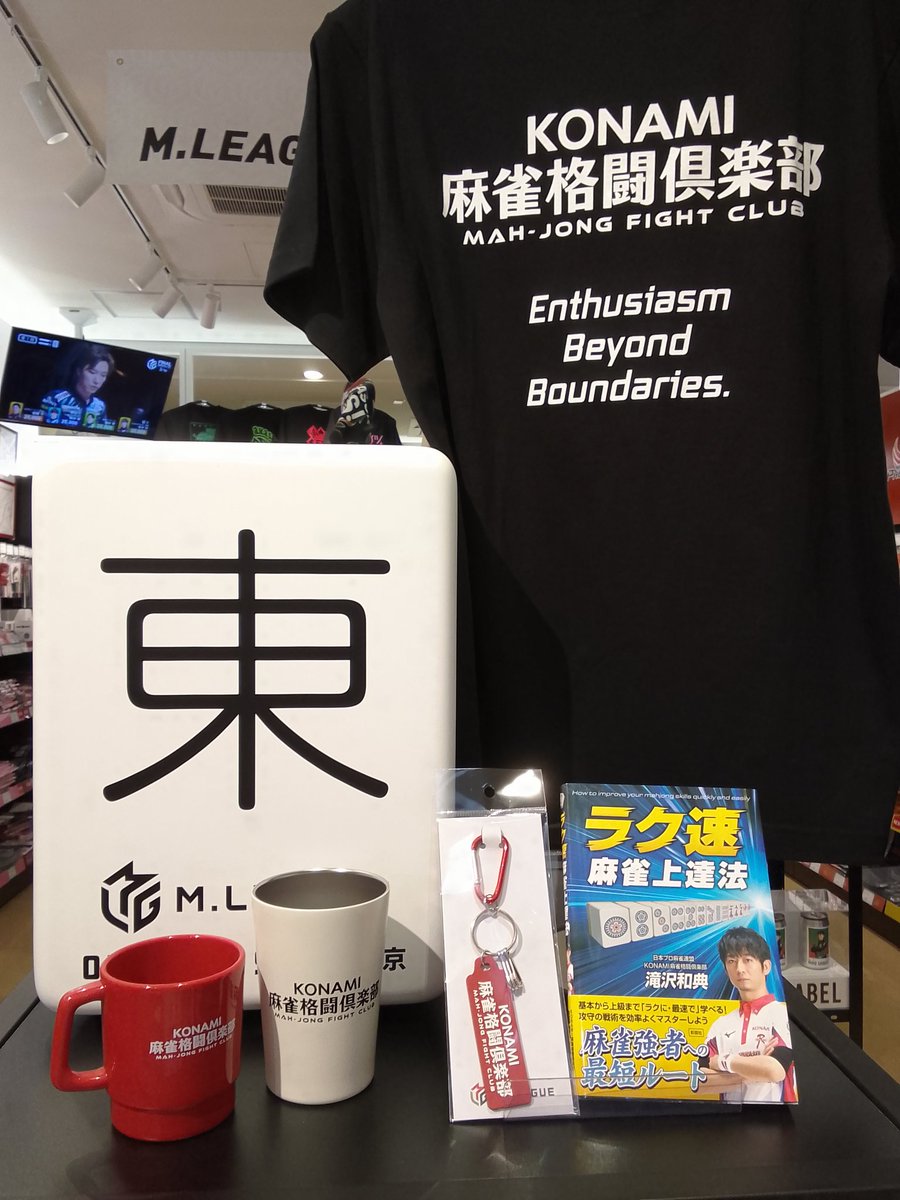 M.LEAG
KONAMI
麻雀格闘倶楽部
MAH-JONG FIGHT CLUB
Enthusiasm
Beyond
Boundaries.
FINAL
東
M.L
京
KONAMI
麻雀格闘倶楽部
MAH-JONG FIGHT CLUB
KONAMI
麻雀格闘倶楽部
MAH-JONG FIGHT CLUB
KONAMI
麻雀格闘倶楽部
MAH-JONG FIGHT CLUB
GUE
How to improve your mahjong skills quickly and easily
ラク速
麻雀上達法
日本プロ麻雀連盟
KONAMI麻雀格闘倶楽部
滝沢和典
基本から上級まで「ラクに・最速で」学べる!
攻守の戦術を効率よくマスターしよう
麻雀強者への
最短ルート
KONAMI
ABEL